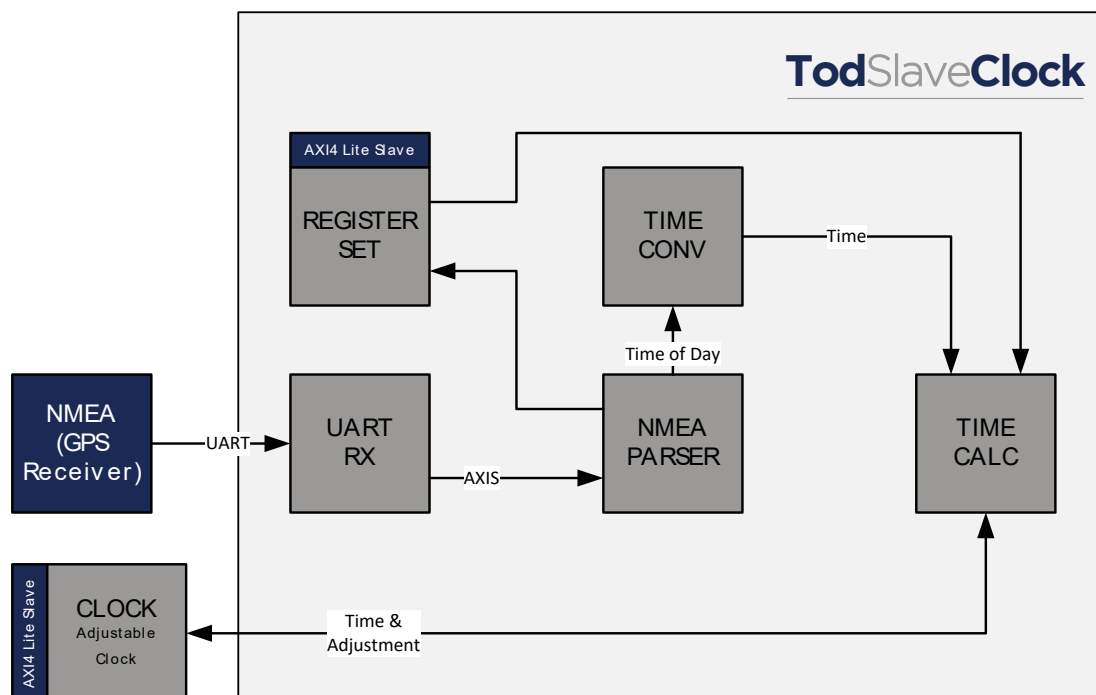 TodSlaveClock
AXI4 Lite Slave
REGISTER
SET
TIME
CONV
Time
Time of Day
NMEA
(GPS
Receiver)
UART
UART
RX
AXIS
NMEA
PARSER
TIME
CALC
AXI4 Lite Slave
CLOCK
Adjustable
Clock
Time &
Adjustment